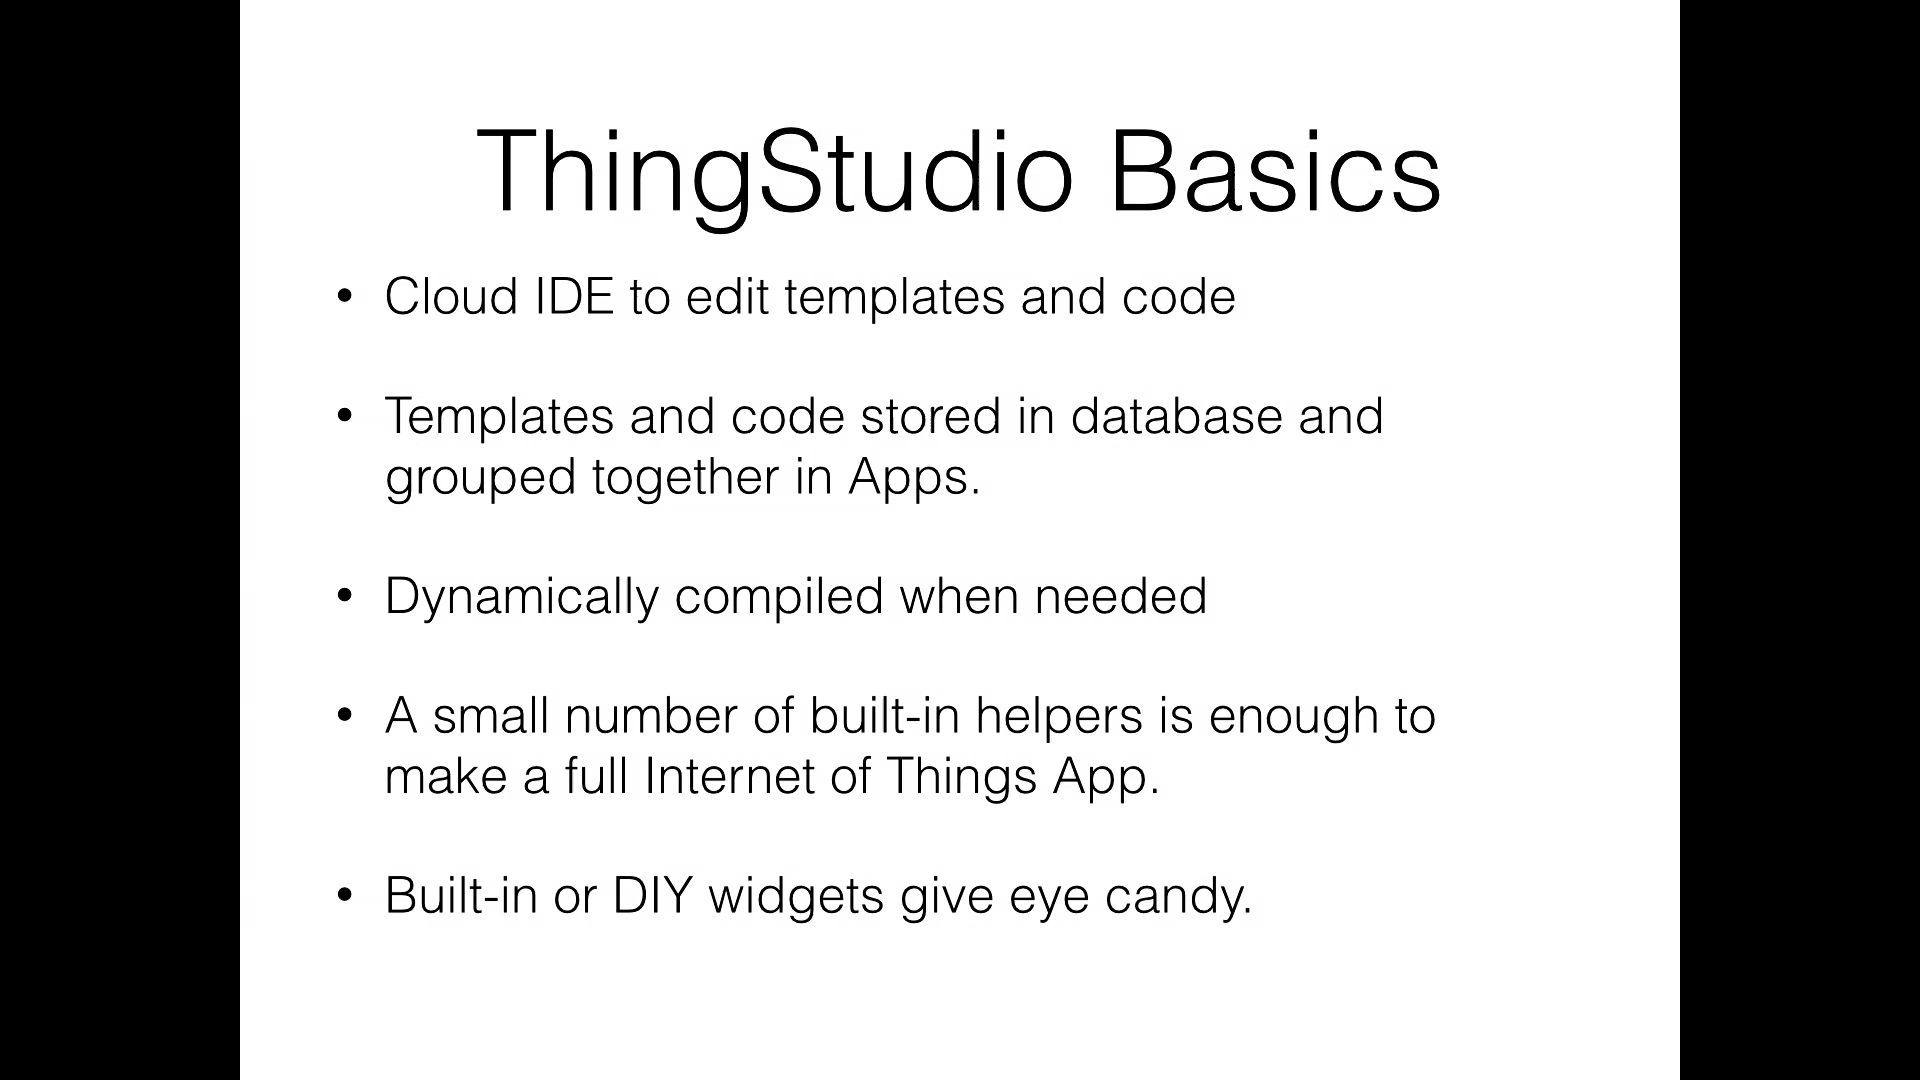 ThingStudio Basics
• Cloud IDE to edit templates and code
• Templates and code stored in database and
grouped together in Apps.
• Dynamically compiled when needed
• A small number of built-in helpers is enough to
make a full Internet of Things App.
• Built-in or DIY widgets give eye candy.